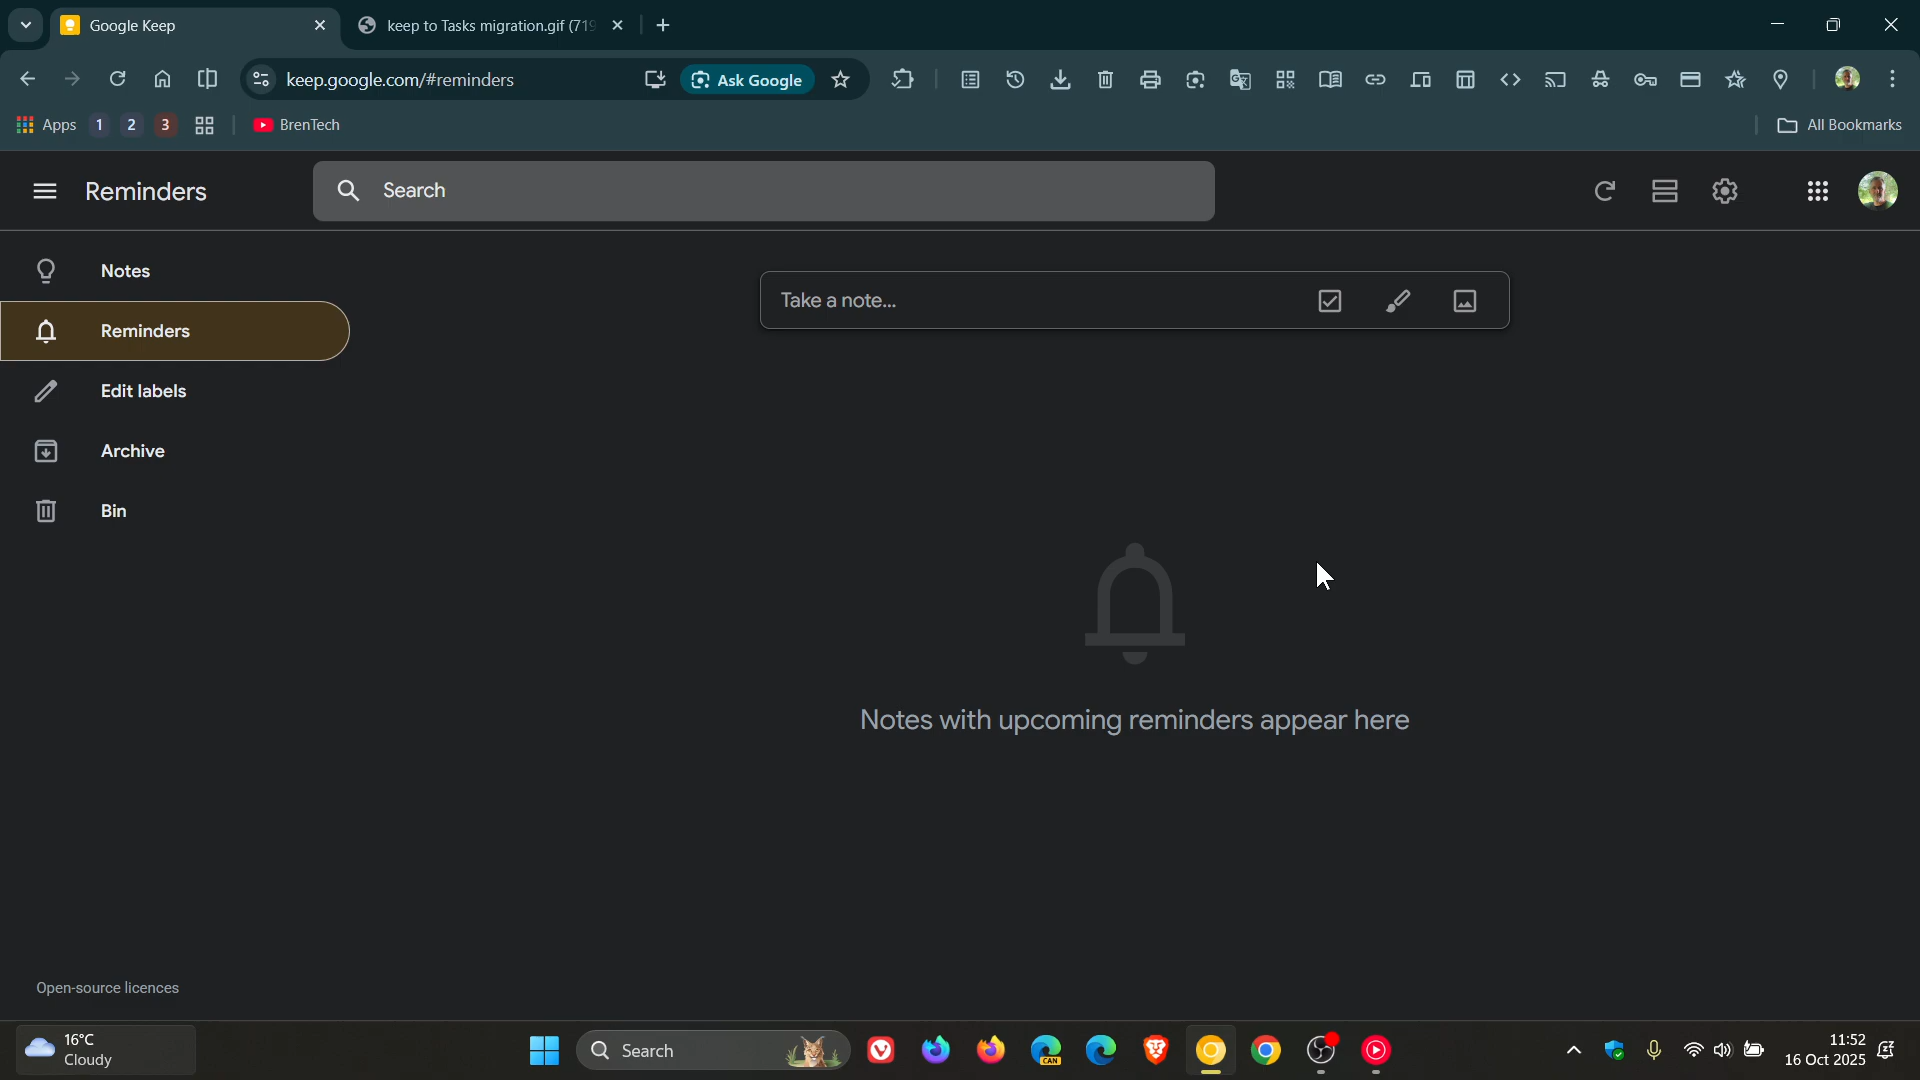 Google Keep
keep to Tasks migration.gif (719
keep.google.com/#reminders
Ask Google
Apps
1
2
3
BrenTech
All Bookmarks
Reminders
Search
Notes
Reminders
Edit labels
Archive
Bin
Take a note...
Notes with upcoming reminders appear here
Open-source licences
16°C
Cloudy
Search
CAN
11:52
16 Oct 2025